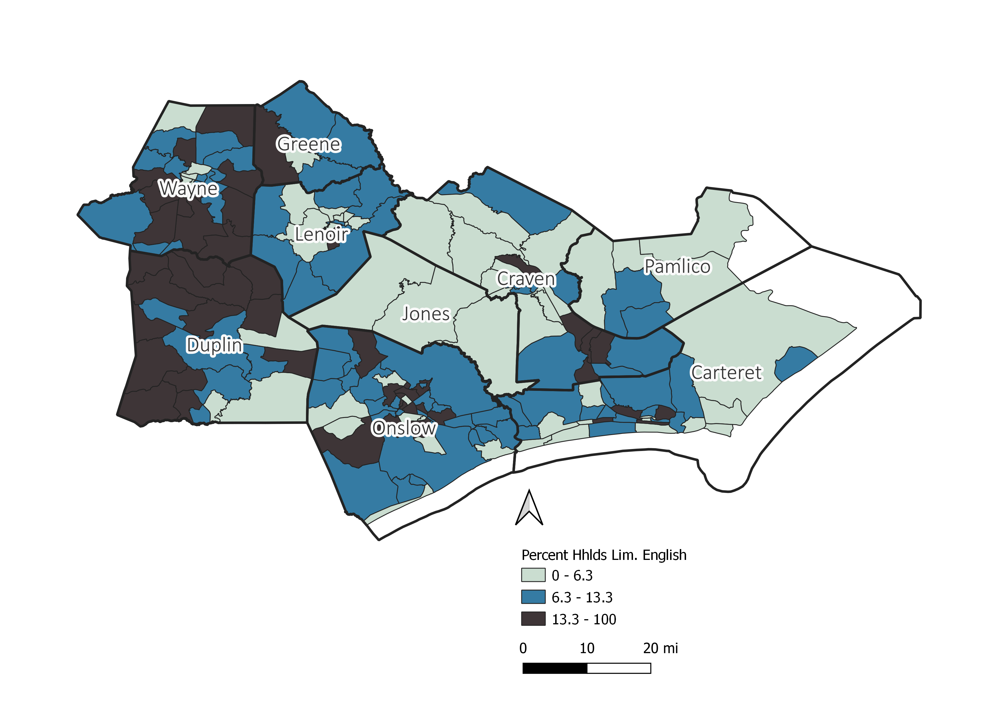 Greene
Wayne
Lenoir
Pamlico
Craven
Jones
Duplin
Carteret
Onslow
Percent Hhlds Lim. English
0 - 6.3
6.3 - 13.3
13.3 - 100
0 10 20 mi